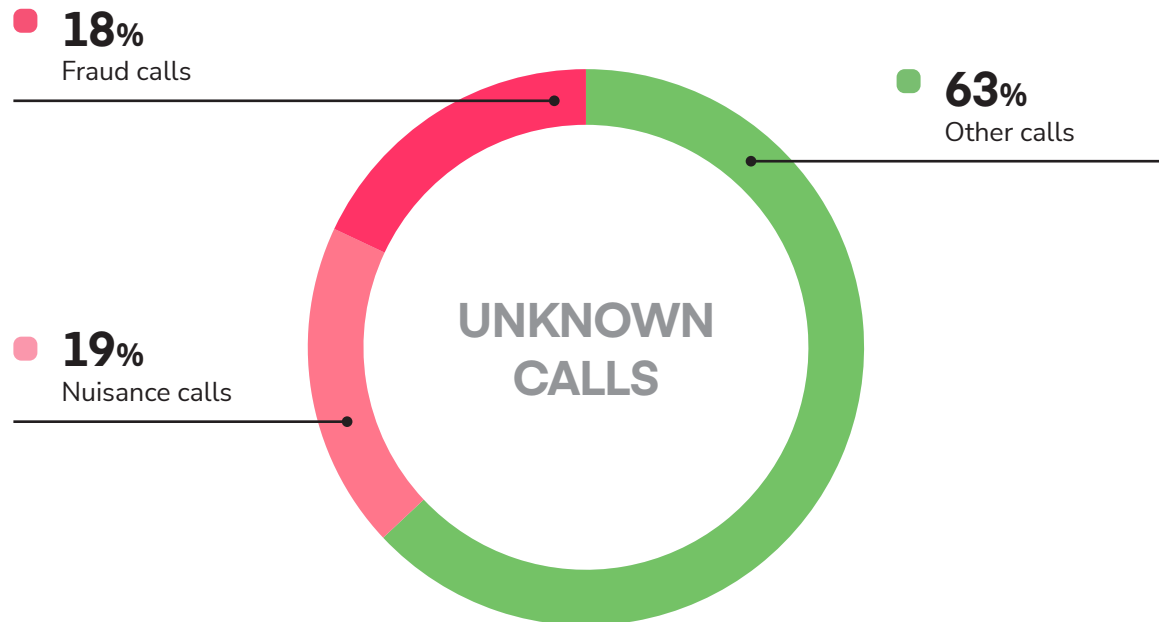 18%
Fraud calls
63%
Other calls
UNKNOWN
CALLS
19%
Nuisance calls